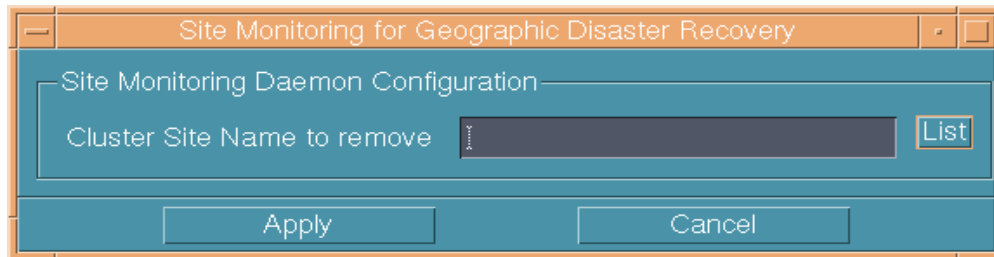 Site Monitoring for Geographic Disaster Recovery
Site Monitoring Daemon Configuration
Cluster Site Name to remove
List
Apply
Cancel